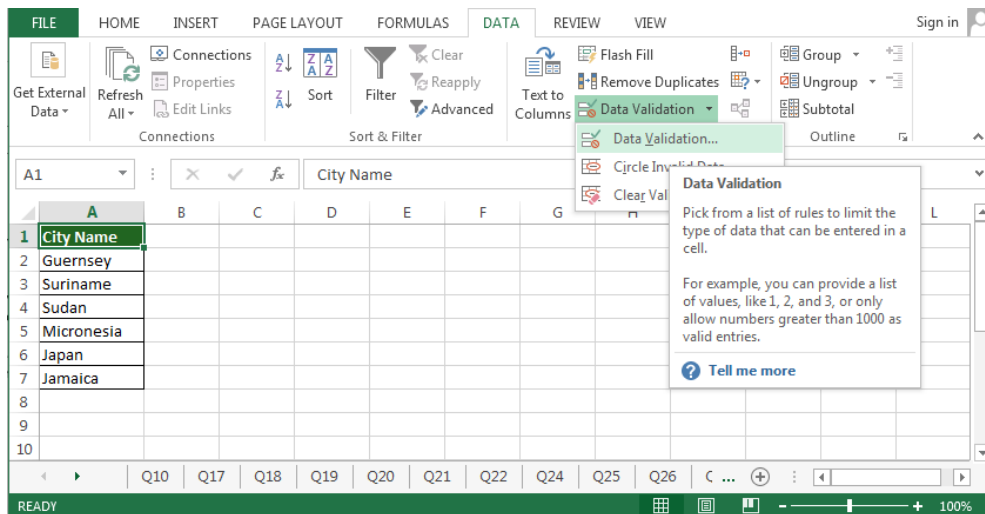 FILE HOME INSERT PAGE LAYOUT FORMULAS DATA REVIEW VIEW Sign in
Get External Data
Refresh All
Connections
Properties
Edit Links
Connections
A Z
Z A
Z A A Z
Sort
Filter
Clear
Reapply
Advanced
Sort & Filter
Text to Columns
Flash Fill
Remove Duplicates
Data Validation
Group
Ungroup
Subtotal
Outline
Data Validation...
Circle Invalid Data
Clear Val
A1 fx City Name
Data Validation
Pick from a list of rules to limit the
type of data that can be entered in a
cell.
For example, you can provide a list
of values, like 1, 2, and 3, or only
allow numbers greater than 1000 as
valid entries.
? Tell me more
A B C D E F G H L
1 City Name
2 Guernsey
3 Suriname
4 Sudan
5 Micronesia
6 Japan
7 Jamaica
8
9
10
Q10 Q17 Q18 Q19 Q20 Q21 Q22 Q24 Q25 Q26 ...
READY 100%